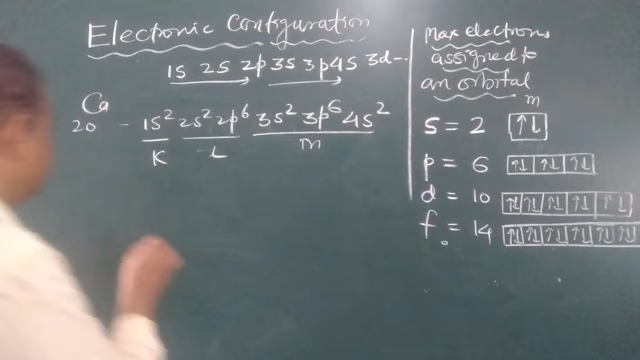 Electronic Configuration
1s 2s 2p 3s 3p 4s 3d--
Ca
20 - 1s² 2s² 2p⁶ 3s² 3p⁶ 4s²
K L m
Max electrons
assigned to
an orbital
m
s = 2 ↑↓
p = 6 ↑↓ ↑↓ ↑↓
d = 10 ↑↓ ↑↓ ↑↓ ↑↓ ↑↓
f = 14 ↑↓ ↑↓ ↑↓ ↑↓ ↑↓ ↑↓